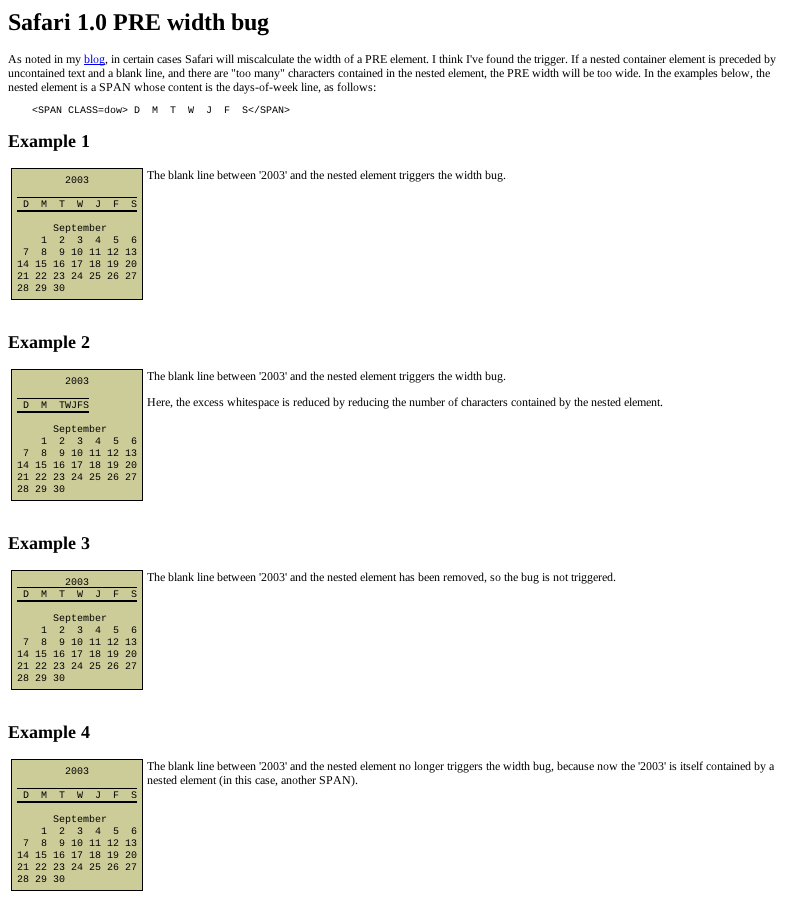 Safari 1.0 PRE width bug
As noted in my blog, in certain cases Safari will miscalculate the width of a PRE element. I think I've found the trigger. If a nested container element is preceded by
uncontained text and a blank line, and there are "too many" characters contained in the nested element, the PRE width will be too wide. In the examples below, the
nested element is a SPAN whose content is the days-of-week line, as follows:
<SPAN CLASS=dow> D  M  T  W  J  F  S</SPAN>
Example 1
2003
D  M  T  W  J  F  S
September
1  2  3  4  5  6
7  8  9 10 11 12 13
14 15 16 17 18 19 20
21 22 23 24 25 26 27
28 29 30
The blank line between '2003' and the nested element triggers the width bug.
Example 2
2003
D  M  TWJFS
September
1  2  3  4  5  6
7  8  9 10 11 12 13
14 15 16 17 18 19 20
21 22 23 24 25 26 27
28 29 30
The blank line between '2003' and the nested element triggers the width bug.
Here, the excess whitespace is reduced by reducing the number of characters contained by the nested element.
Example 3
2003
D  M  T  W  J  F  S
September
1  2  3  4  5  6
7  8  9 10 11 12 13
14 15 16 17 18 19 20
21 22 23 24 25 26 27
28 29 30
The blank line between '2003' and the nested element has been removed, so the bug is not triggered.
Example 4
2003
D  M  T  W  J  F  S
September
1  2  3  4  5  6
7  8  9 10 11 12 13
14 15 16 17 18 19 20
21 22 23 24 25 26 27
28 29 30
The blank line between '2003' and the nested element no longer triggers the width bug, because now the '2003' is itself contained by a
nested element (in this case, another SPAN).